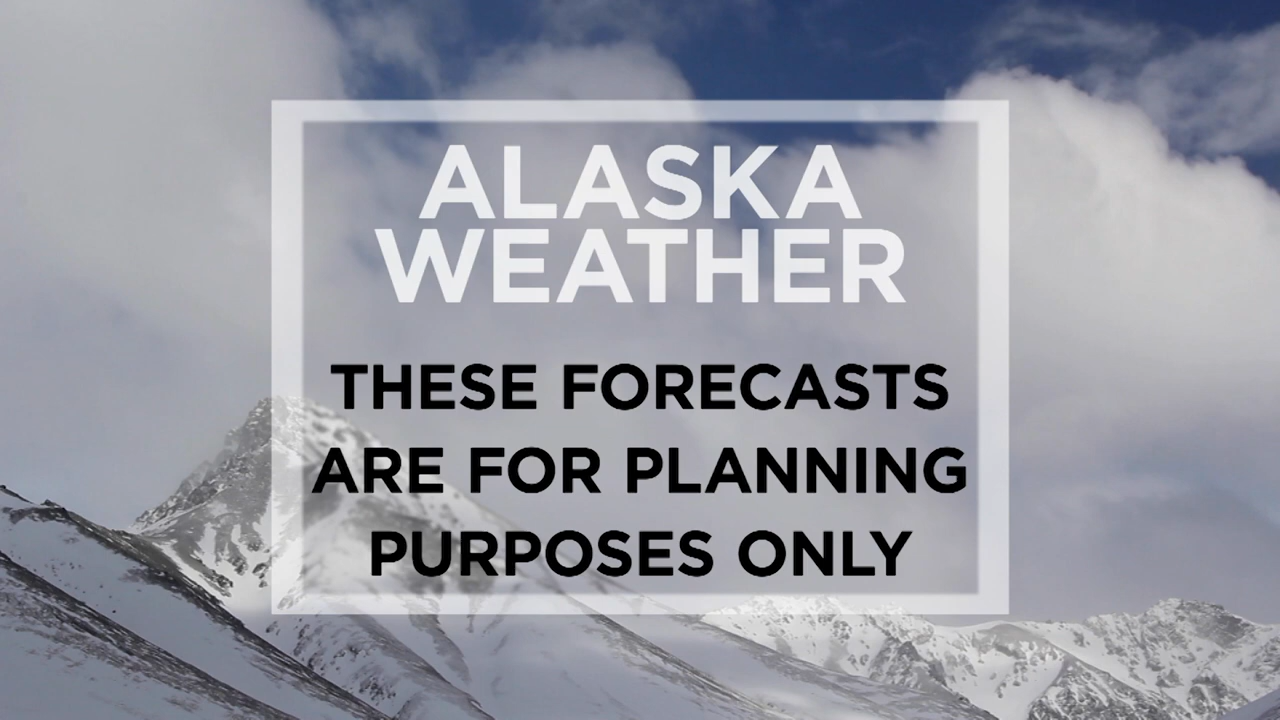 ALASKA
WEATHER
THESE FORECASTS
ARE FOR PLANNING
PURPOSES ONLY